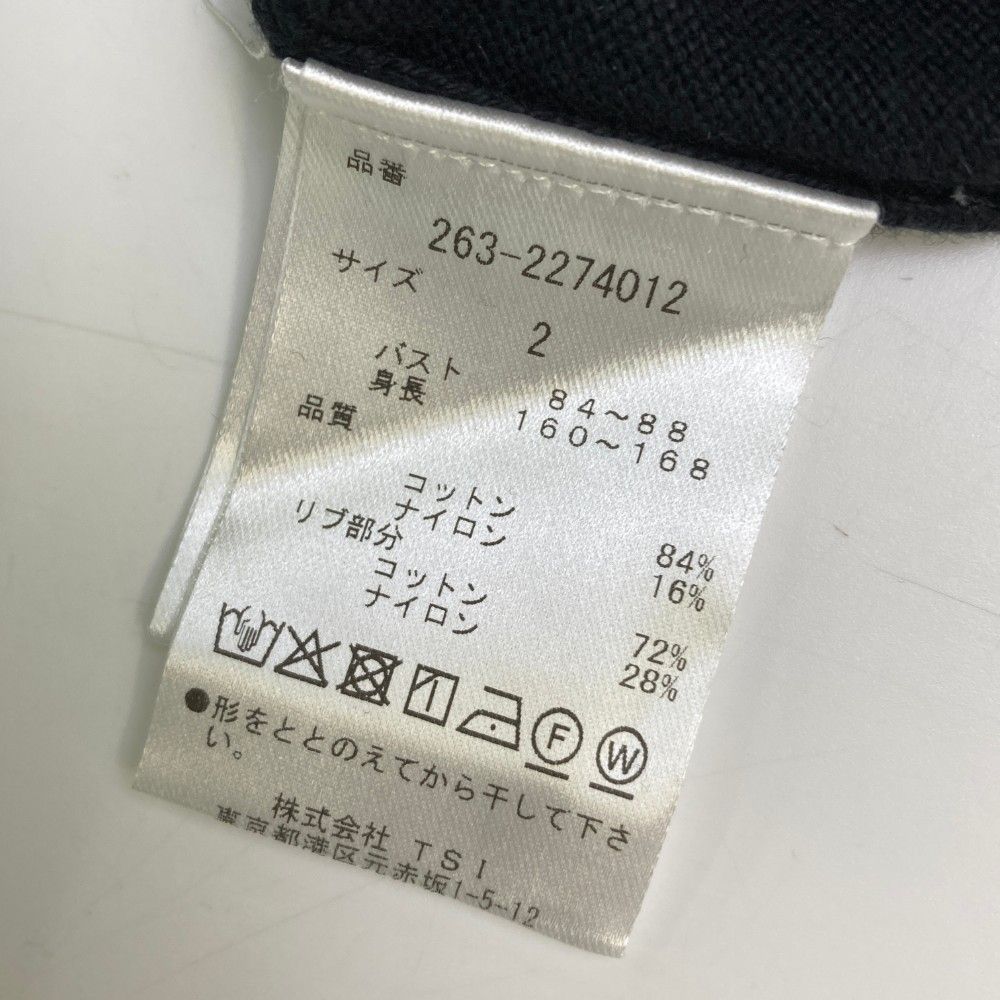 品番
263-2274012
サイズ
2
バスト 84～88
身長 160～168
品質
コットン 84%
ナイロン 16%
リブ部分
コットン 72%
ナイロン 28%
F W
●形をととのえてから干して下さ
い。
株式会社 TSI
東京都港区元赤坂1-5-12